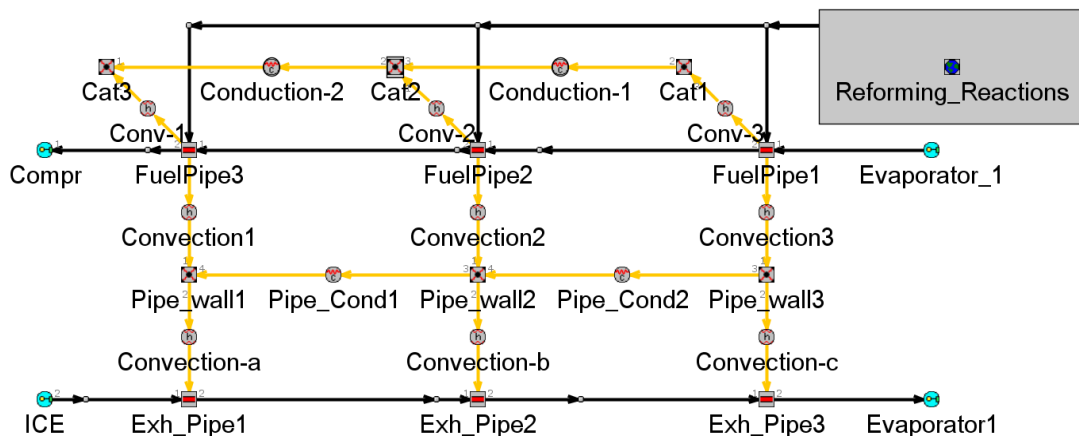 Cat3 Conduction-2 Cat2 Conduction-1 Cat1 Reforming_Reactions
Conv-1 Conv-2 Conv-3
Compr FuelPipe3 FuelPipe2 FuelPipe1 Evaporator_1
Convection1 Convection2 Convection3
Pipe_wall1 Pipe_Cond1 Pipe_wall2 Pipe_Cond2 Pipe_wall3
Convection-a Convection-b Convection-c
ICE Exh_Pipe1 Exh_Pipe2 Exh_Pipe3 Evaporator1